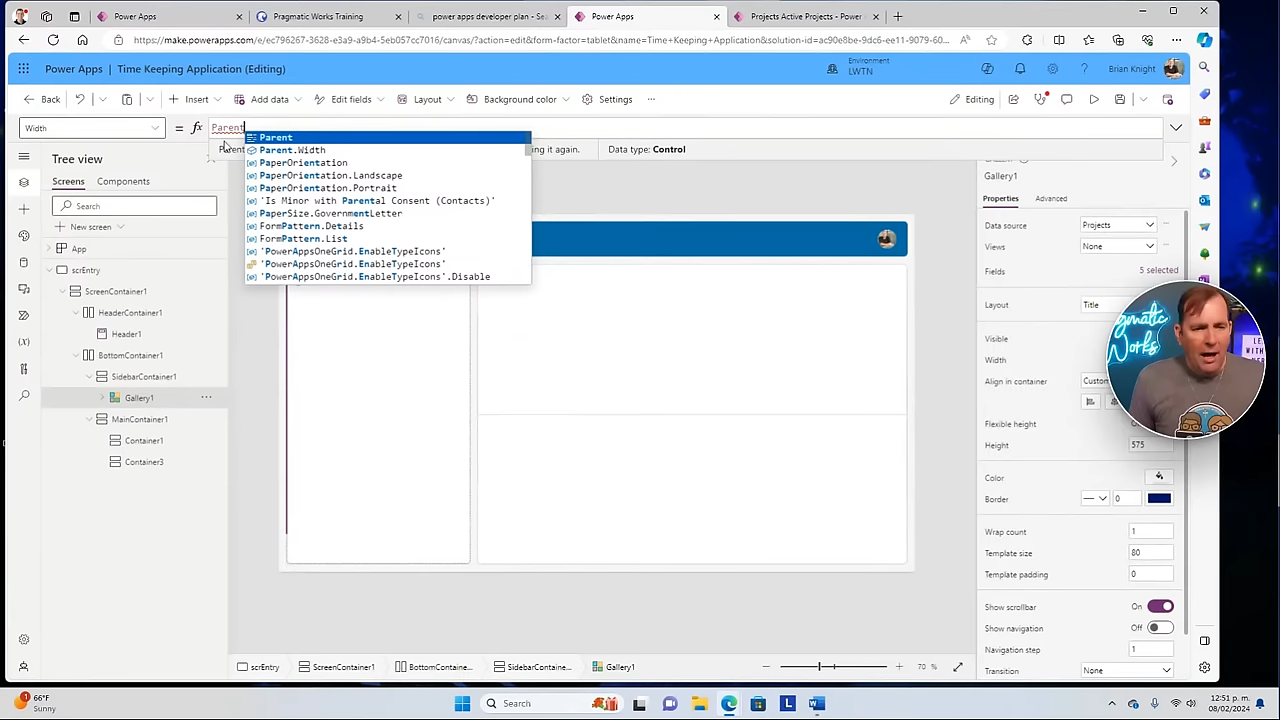 Power Apps
Pragmatic Works Training
power apps developer plan - Se
Power Apps
Projects Active Projects - Power
https://make.powerapps.com/e/ec796267-3628-e3a9-a9b4-5eb057cc7016/canvas/?action=edit&form-factor=tablet&name=Time+Keeping+Application&solution-id=ac90e8be-9dc6-ee11-9079-60...
Power Apps | Time Keeping Application (Editing)
Environment
LWTN
Brian Knight
Back
Insert
Add data
Edit fields
Layout
Background color
Settings
Editing
Width
= fx Parent
Parent
Parent.Width
PaperOrientation
PaperOrientation.Landscape
PaperOrientation.Portrait
'Is Minor with Parental Consent (Contacts)'
PaperSize.GovernmentLetter
FormPattern.Details
FormPattern.List
'PowerAppsOneGrid.EnableTypeIcons'
'PowerAppsOneGrid.EnableTypeIcons'
'PowerAppsOneGrid.EnableTypeIcons'.Disable
Parent
ing it again.
Data type: Control
Tree view
Screens
Components
Search
New screen
App
scrEntry
ScreenContainer1
HeaderContainer1
Header1
BottomContainer1
SidebarContainer1
Gallery1
MainContainer1
Container1
Container3
Gallery1
Properties
Advanced
Data source
Projects
Views
None
Fields
5 selected
Layout
Title
Visible
Width
Align in container
Custom
Flexible height
Height
575
Color
Border
0
Wrap count
1
Template size
80
Template padding
0
Show scrollbar
On
Show navigation
Off
Navigation step
1
Transition
None
gmatic
Works
LE
WITH
scrEntry
ScreenContainer1
BottomContaine...
SidebarContaine...
Gallery1
70 %
66°F
Sunny
Search
12:51 p. m.
08/02/2024